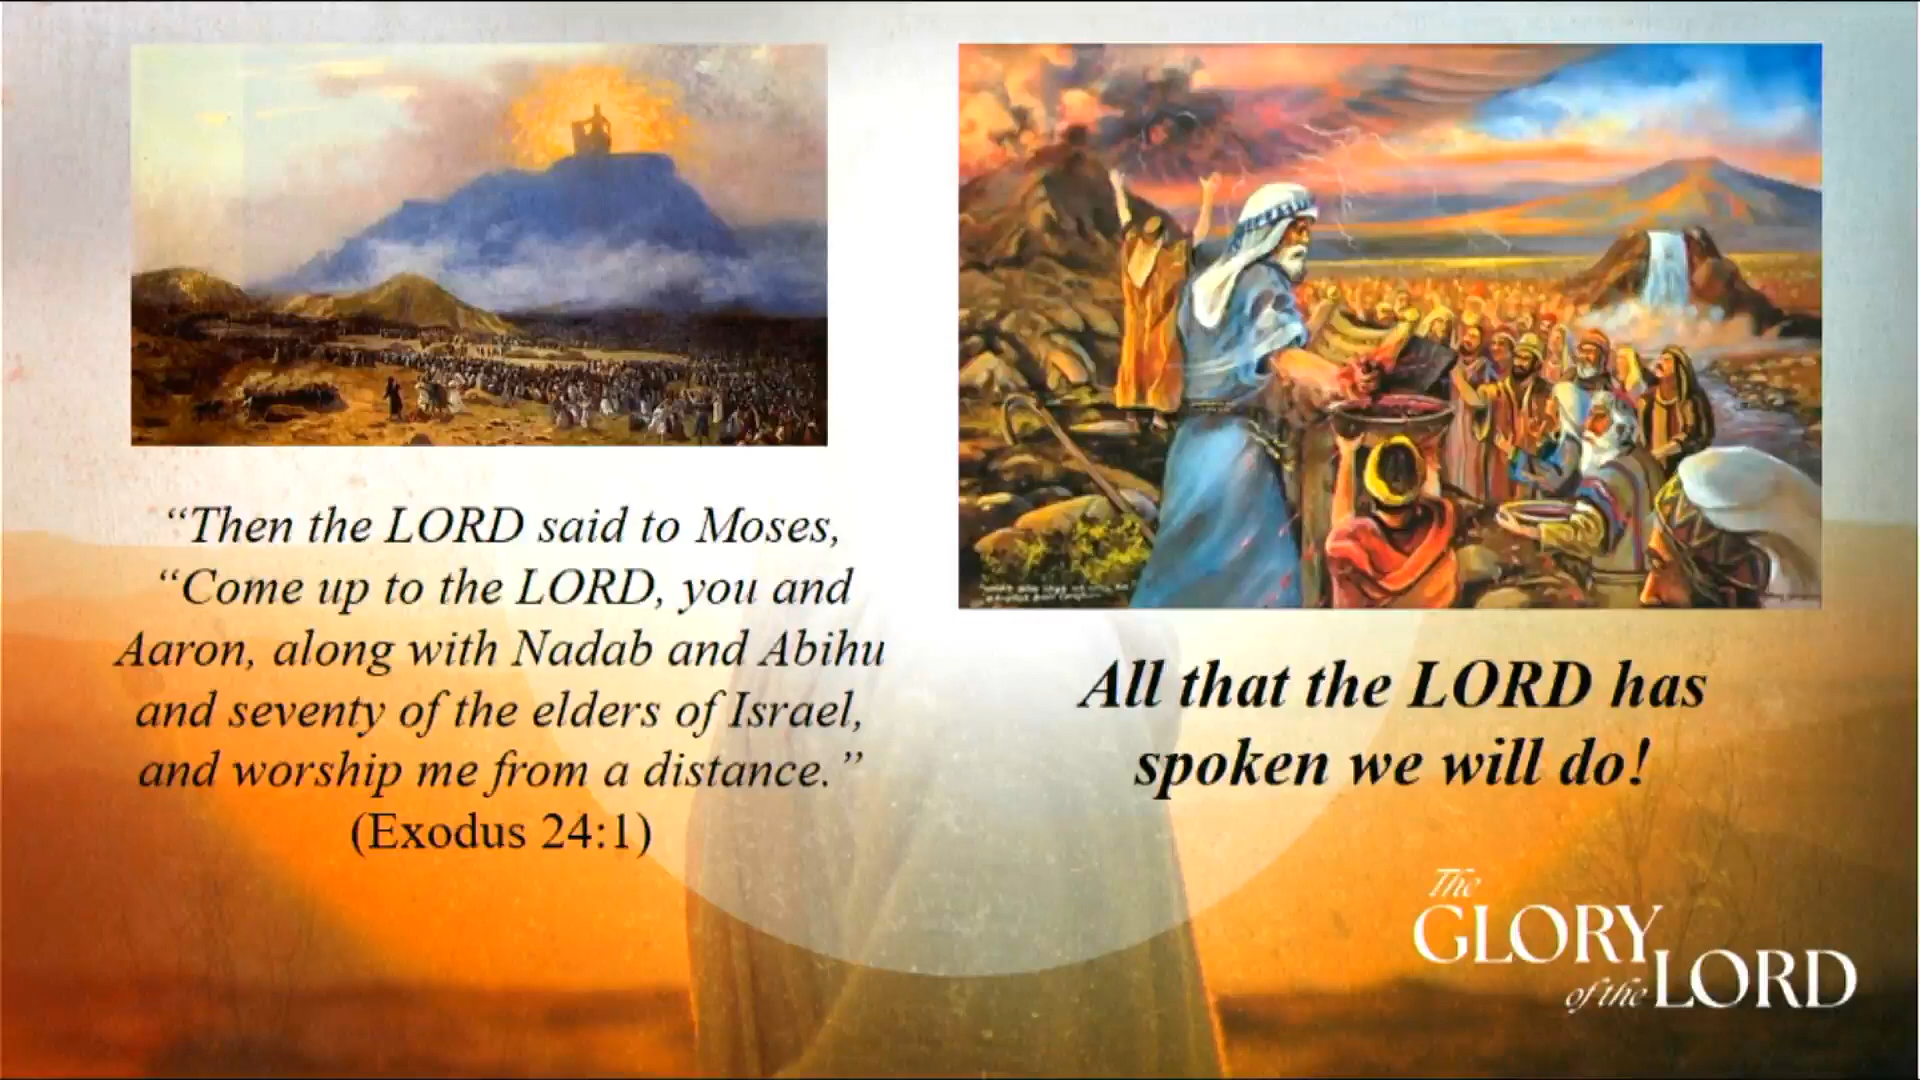 “Then the LORD said to Moses,
“Come up to the LORD, you and
Aaron, along with Nadab and Abihu
and seventy of the elders of Israel,
and worship me from a distance.”
(Exodus 24:1)
All that the LORD has
spoken we will do!
The
GLORY
of the LORD